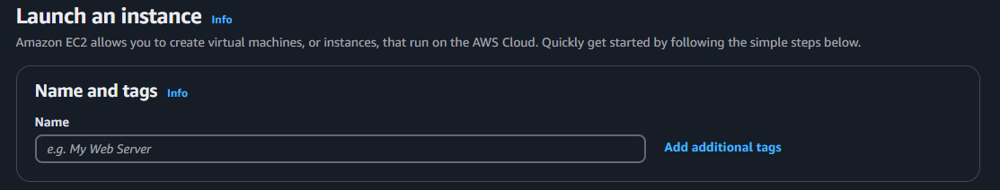 Launch an instance Info
Amazon EC2 allows you to create virtual machines, or instances, that run on the AWS Cloud. Quickly get started by following the simple steps below.
Name and tags Info
Name
e.g. My Web Server
Add additional tags